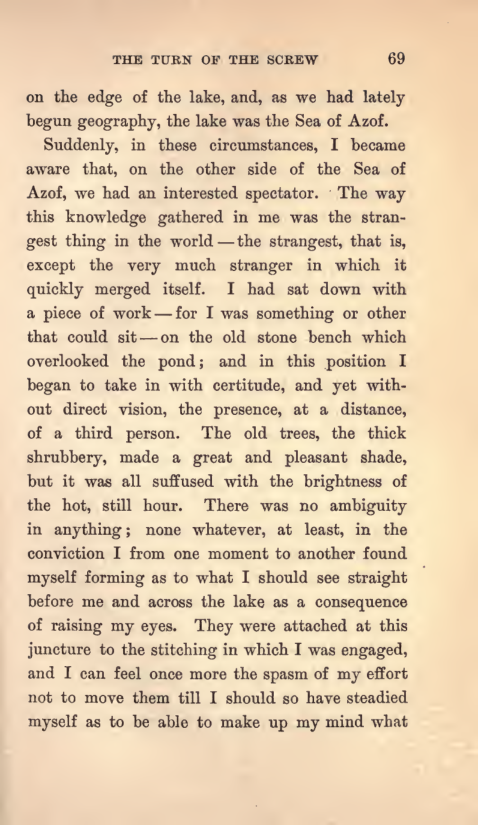 THE TURN OF THE SCREW 69
on the edge of the lake, and, as we had lately
begun geography, the lake was the Sea of Azof.
Suddenly, in these circumstances, I became
aware that, on the other side of the Sea of
Azof, we had an interested spectator. The way
this knowledge gathered in me was the stran-
gest thing in the world — the strangest, that is,
except the very much stranger in which it
quickly merged itself. I had sat down with
a piece of work — for I was something or other
that could sit — on the old stone bench which
overlooked the pond; and in this position I
began to take in with certitude, and yet with-
out direct vision, the presence, at a distance,
of a third person. The old trees, the thick
shrubbery, made a great and pleasant shade,
but it was all suffused with the brightness of
the hot, still hour. There was no ambiguity
in anything; none whatever, at least, in the
conviction I from one moment to another found
myself forming as to what I should see straight
before me and across the lake as a consequence
of raising my eyes. They were attached at this
juncture to the stitching in which I was engaged,
and I can feel once more the spasm of my effort
not to move them till I should so have steadied
myself as to be able to make up my mind what